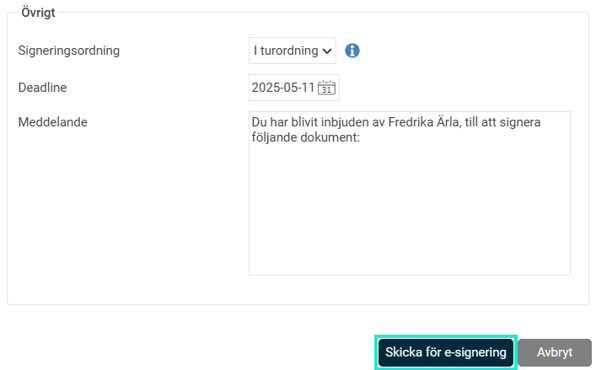 Övrigt
Signeringsordning
I turordning
Deadline
2025-05-11
31
Meddelande
Du har blivit inbjuden av Fredrika Ärla, till att signera
följande dokument:
Skicka för e-signering
Avbryt